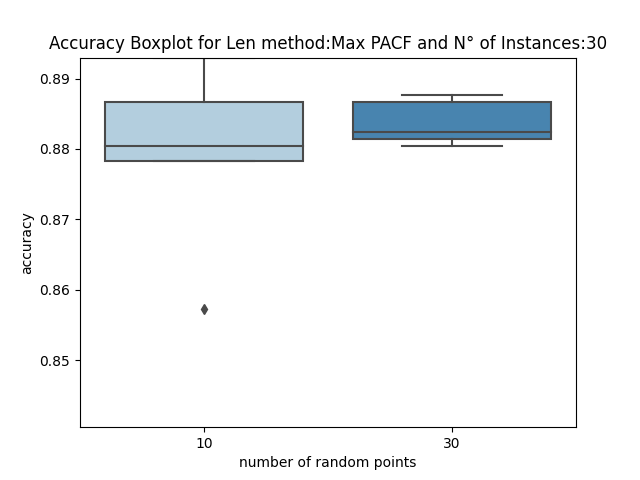 Accuracy Boxplot for Len method:Max PACF and N° of Instances:30
0.89
0.88
0.87
0.86
0.85
accuracy
10
30
number of random points